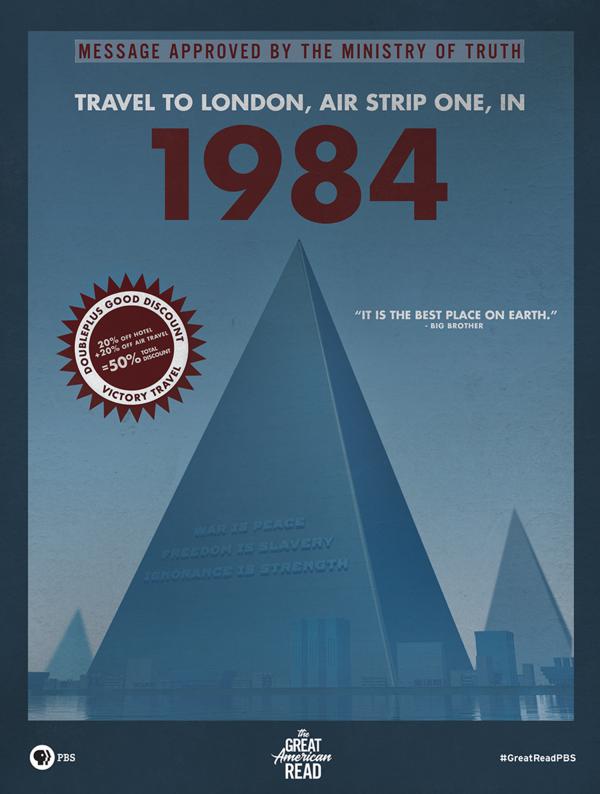 MESSAGE APPROVED BY THE MINISTRY OF TRUTH
TRAVEL TO LONDON, AIR STRIP ONE, IN
1984
DOUBLEPLUS GOOD DISCOUNT
20% OFF HOTEL
+20% OFF AIR TRAVEL
=50% TOTAL DISCOUNT
VICTORY TRAVEL
"IT IS THE BEST PLACE ON EARTH."
- BIG BROTHER
WAR IS PEACE
FREEDOM IS SLAVERY
IGNORANCE IS STRENGTH
PBS
the
GREAT
American
READ
#GreatReadPBS